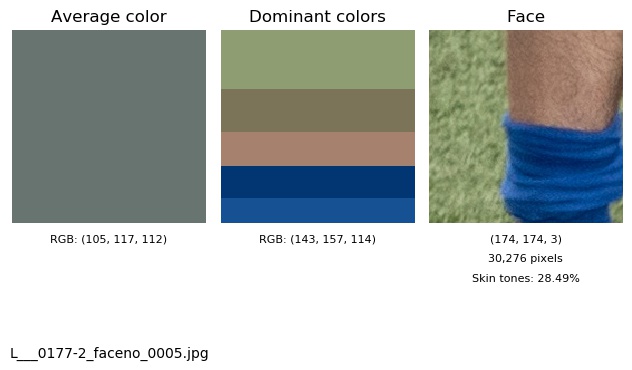 Average color
Dominant colors
Face
RGB: (105, 117, 112)
RGB: (143, 157, 114)
(174, 174, 3)
30,276 pixels
Skin tones: 28.49%
L___0177-2_faceno_0005.jpg